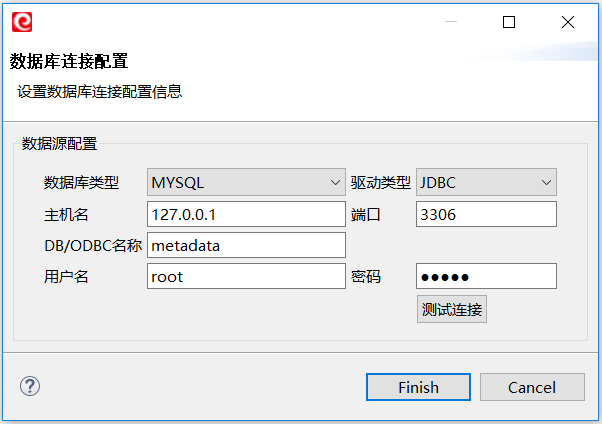 数据库连接配置
设置数据库连接配置信息
数据源配置
数据库类型 MYSQL 驱动类型 JDBC
主机名 127.0.0.1 端口 3306
DB/ODBC名称 metadata
用户名 root 密码 ●●●●●
测试连接
? Finish Cancel